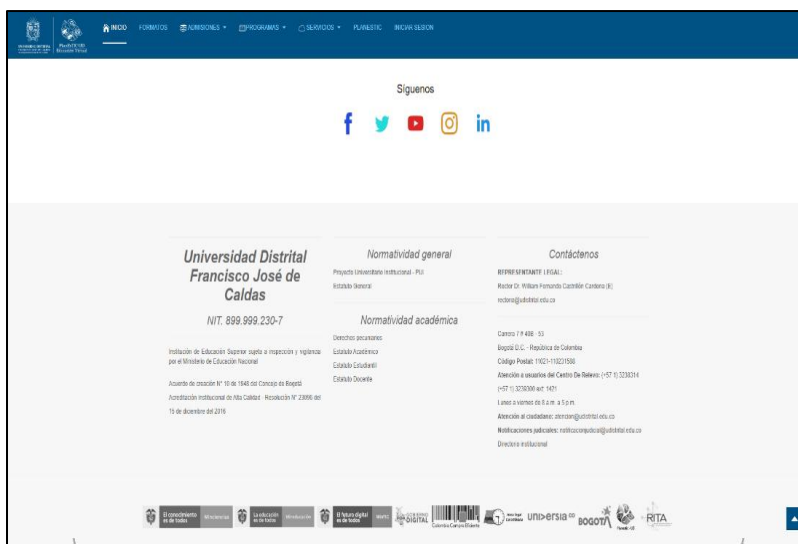 INICIO FORMATOS ADMISIONES PROGRAMAS SERVICIOS PLANESTIC INICIAR SESION
Síguenos
Universidad Distrital
Francisco José de
Caldas
NIT. 899.999.230-7
Institución de Educación Superior sujeta a inspección y vigilancia
por el Ministerio de Educación Nacional
Acuerdo de creación N° 10 de 1948 del Concejo de Bogotá
Acreditación Institucional de Alta Calidad - Resolución N° 23096 del
15 de diciembre del 2016
Normatividad general
Proyecto Universitario Institucional - PUI
Estatuto General
Normatividad académica
Derechos pecuniarios
Estatuto Académico
Estatuto Estudiantil
Estatuto Docente
Contáctenos
REPRESENTANTE LEGAL:
Rector Dr. William Fernando Castrillón Cardona (E)
rectoria@udistrital.edu.co
Carrera 7 # 40B - 53
Bogotá D.C. - República de Colombia
Código Postal: 11021-110231588
Atención a usuarios del Centro De Relevo: (+57 1) 3238314
(+57 1) 3239300 ext: 1421
Lunes a viernes de 8 a.m. a 5 p.m.
Atención al ciudadano: atencion@udistrital.edu.co
Notificaciones judiciales: notificacionjudicial@udistrital.edu.co
Directorio institucional
El conocimiento
es de todos
Minciencias
La educación
es de todos
Mineducación
El futuro digital
es de todos
MinTIC
GOBIERNO
DIGITAL
Colombia Compra Eficiente
universia
BOGOTÁ
RITA